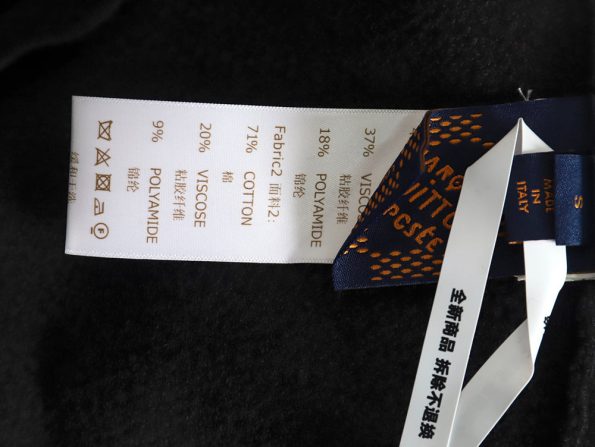 37% VISCOSE
粘胶纤维
18% POLYAMIDE
锦纶
Fabric2 面料2:
71% COTTON
棉
20% VISCOSE
粘胶纤维
9% POLYAMIDE
锦纶
S
MADE
IN
ITALY
全新商品 拆除不退换